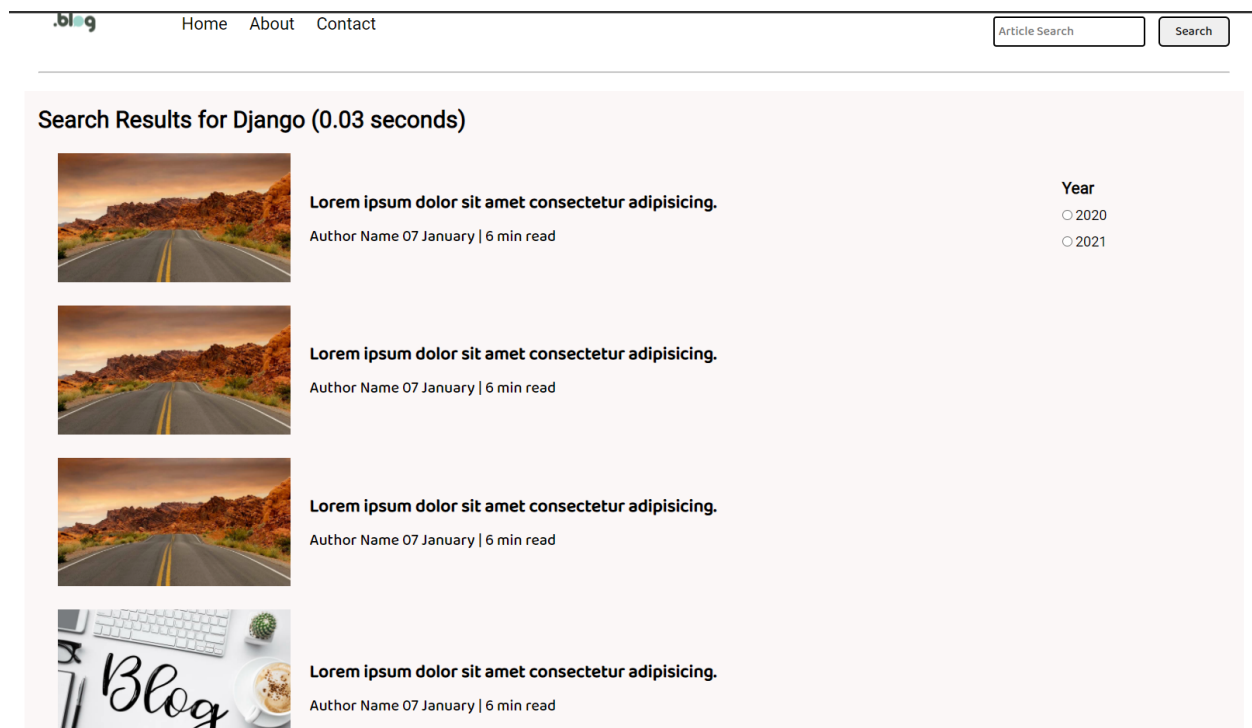 .blog
Home About Contact
Article Search
Search
Search Results for Django (0.03 seconds)
Lorem ipsum dolor sit amet consectetur adipisicing.
Author Name 07 January | 6 min read
Year
2020
2021
Lorem ipsum dolor sit amet consectetur adipisicing.
Author Name 07 January | 6 min read
Lorem ipsum dolor sit amet consectetur adipisicing.
Author Name 07 January | 6 min read
Blog
Lorem ipsum dolor sit amet consectetur adipisicing.
Author Name 07 January | 6 min read